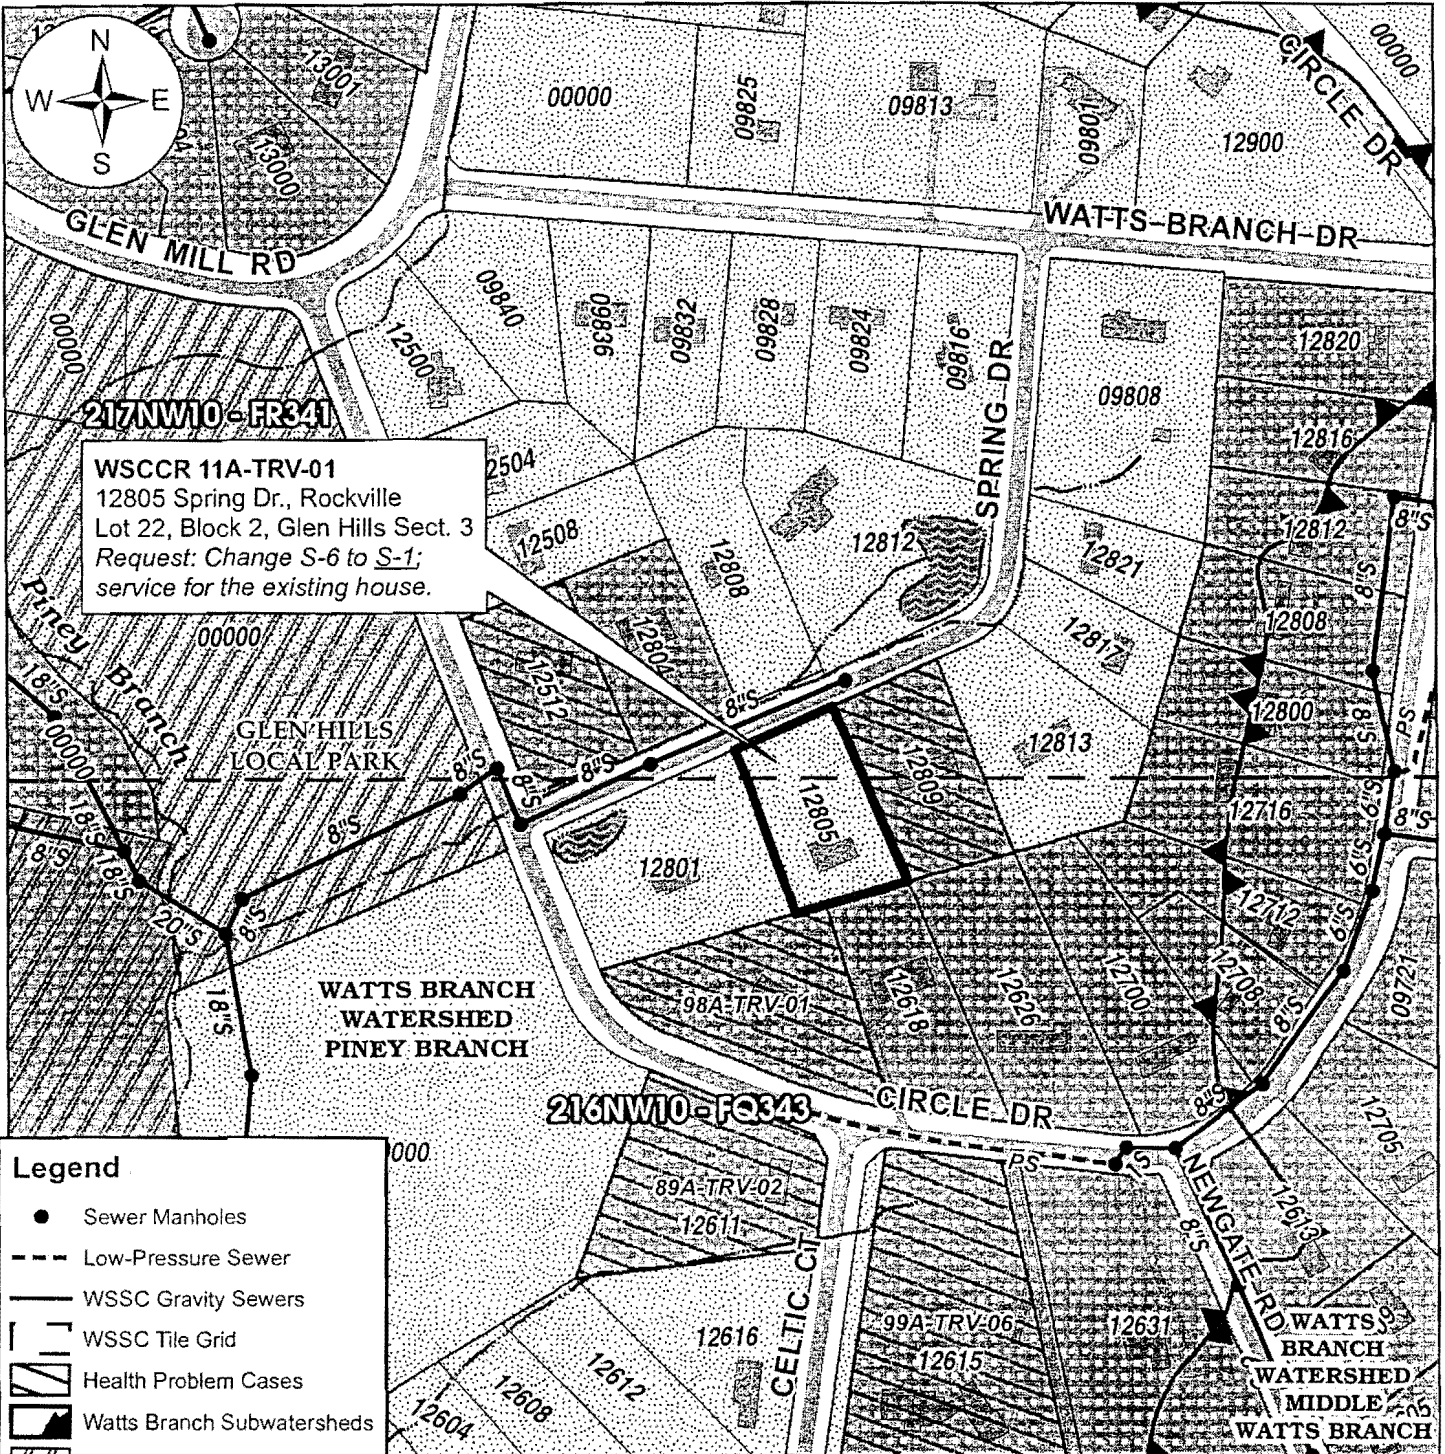 N
W E
S
13001
13000
00000
09825
09813
09801
12900
CIRCLE DR
00000
GLEN MILL RD
WATTS-BRANCH-DR
00000
12500
09840
09836
09832
09828
09824
09816
SPRING DR
09808
12820
12816
12812
12808
12800
12716
12712
12708
217NW10 - FR341
WSCCR 11A-TRV-01
12805 Spring Dr., Rockville
Lot 22, Block 2, Glen Hills Sect. 3
Request: Change S-6 to S-1;
service for the existing house.
2504
12508
12808
12812
12821
12817
12813
12804
12512
00000
Piney Branch
GLEN HILLS
LOCAL PARK
18"S
00000
18"S
8"S
18"S
20"S
8"S
8"S
8"S
8"S
8"S
8"S
18"S
12801
12805
12809
8"S
8"S
8"S
PS
6"S
8"S
6"S
6"S
8"S
8"S
98A-TRV-01
12618
12626
12700
09721
WATTS BRANCH
WATERSHED
PINEY BRANCH
216NW10 - FQ343
CIRCLE DR
PS
NEWGATE RD
8"S
12705
12613
89A-TRV-02
12611
CELTIC CT
12616
12612
12608
12604
99A-TRV-06
12615
12631
WATTS
BRANCH
WATERSHED
MIDDLE
WATTS BRANCH
Legend
Sewer Manholes
Low-Pressure Sewer
WSSC Gravity Sewers
WSSC Tile Grid
Health Problem Cases
Watts Branch Subwatersheds